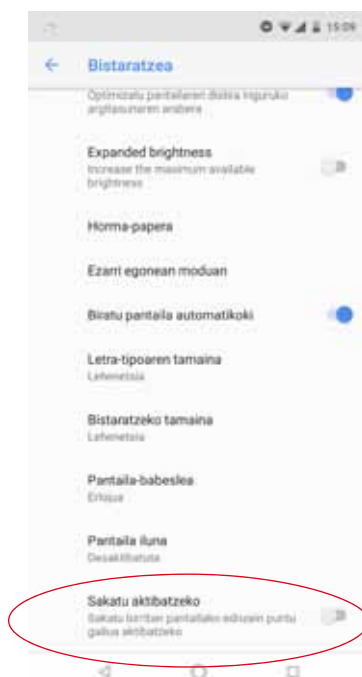 15:09
Bistaratzea
Optimizatu pantailaren distira inguruko
argitasunaren arabera
Expanded brightness
Increase the maximum available
brightness
Horma-papera
Ezarri egonean moduan
Biratu pantaila automatikoki
Letra-tipoaren tamaina
Lehenetsia
Bistaratzeko tamaina
Lehenetsia
Pantaila-babeslea
Erlojua
Pantaila iluna
Desaktibatuta
Sakatu aktibatzeko
Sakatu birritan pantailako edozein puntu
gailua aktibatzeko